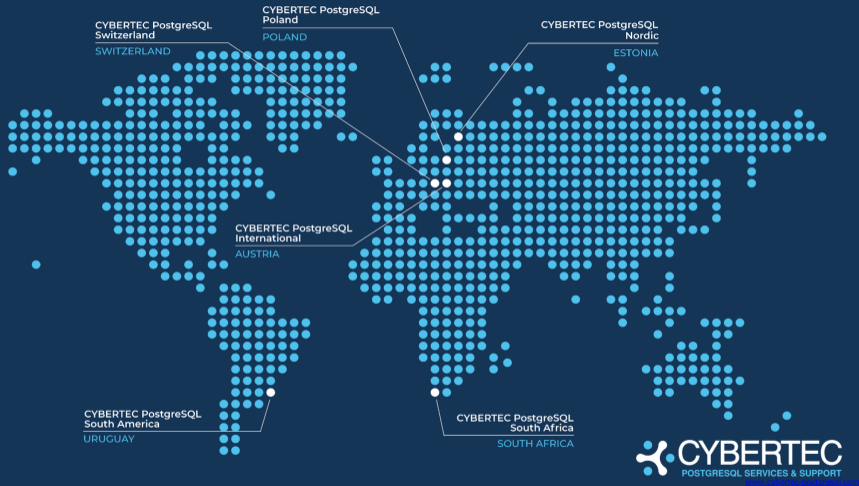 CYBERTEC PostgreSQL
Poland
POLAND
CYBERTEC PostgreSQL
Switzerland
SWITZERLAND
CYBERTEC PostgreSQL
Nordic
ESTONIA
CYBERTEC PostgreSQL
International
AUSTRIA
CYBERTEC PostgreSQL
South America
URUGUAY
CYBERTEC PostgreSQL
South Africa
SOUTH AFRICA
CYBERTEC
POSTGRESQL SERVICES & SUPPORT